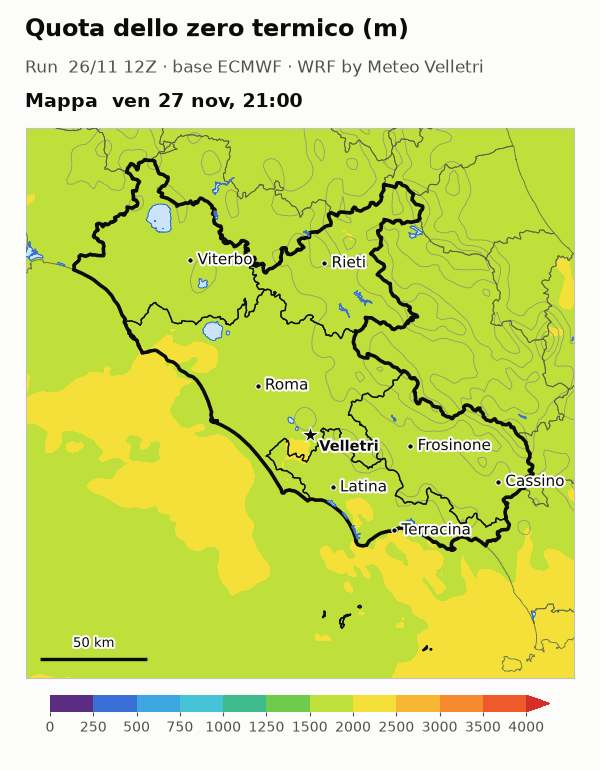 Quota dello zero termico (m)
Run  26/11 12Z · base ECMWF · WRF by Meteo Velletri
Mappa  ven 27 nov, 21:00
Viterbo
Rieti
Roma
Velletri
Frosinone
Cassino
Latina
Terracina
50 km
0 250 500 750 1000 1250 1500 2000 2500 3000 3500 4000